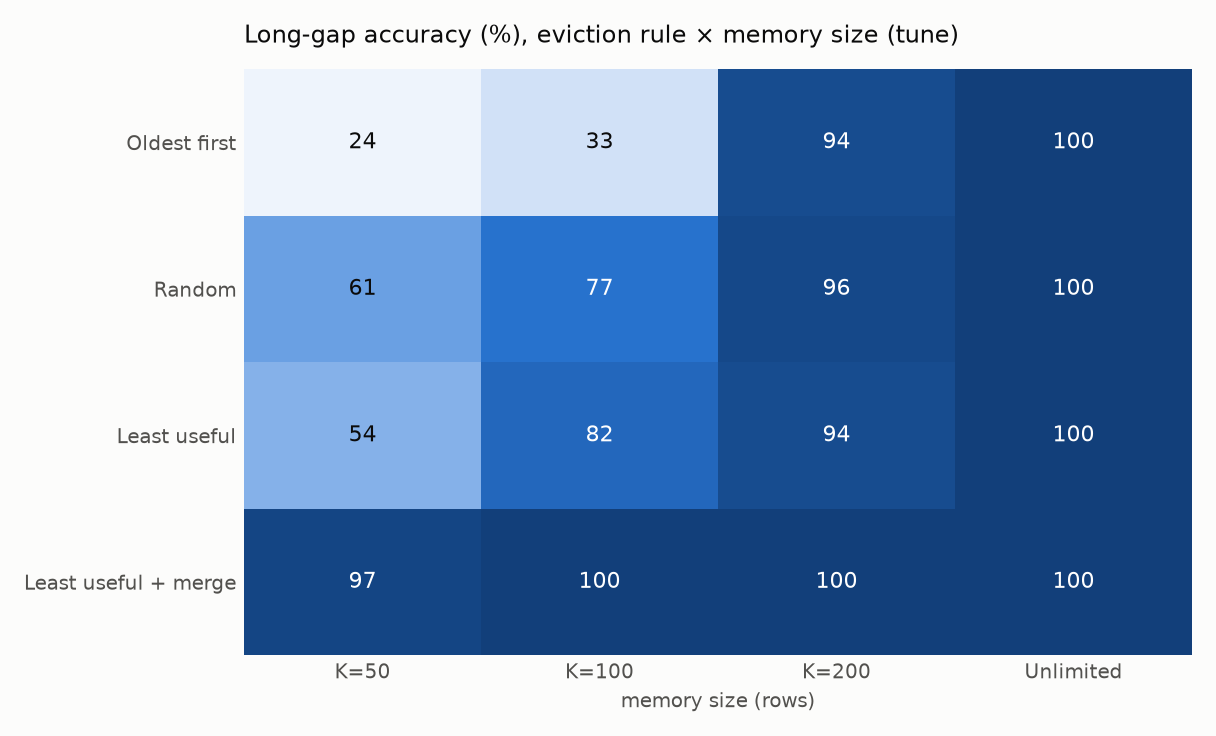 Long-gap accuracy (%), eviction rule × memory size (tune)
Oldest first 24 33 94 100
Random 61 77 96 100
Least useful 54 82 94 100
Least useful + merge 97 100 100 100
K=50 K=100 K=200 Unlimited
memory size (rows)